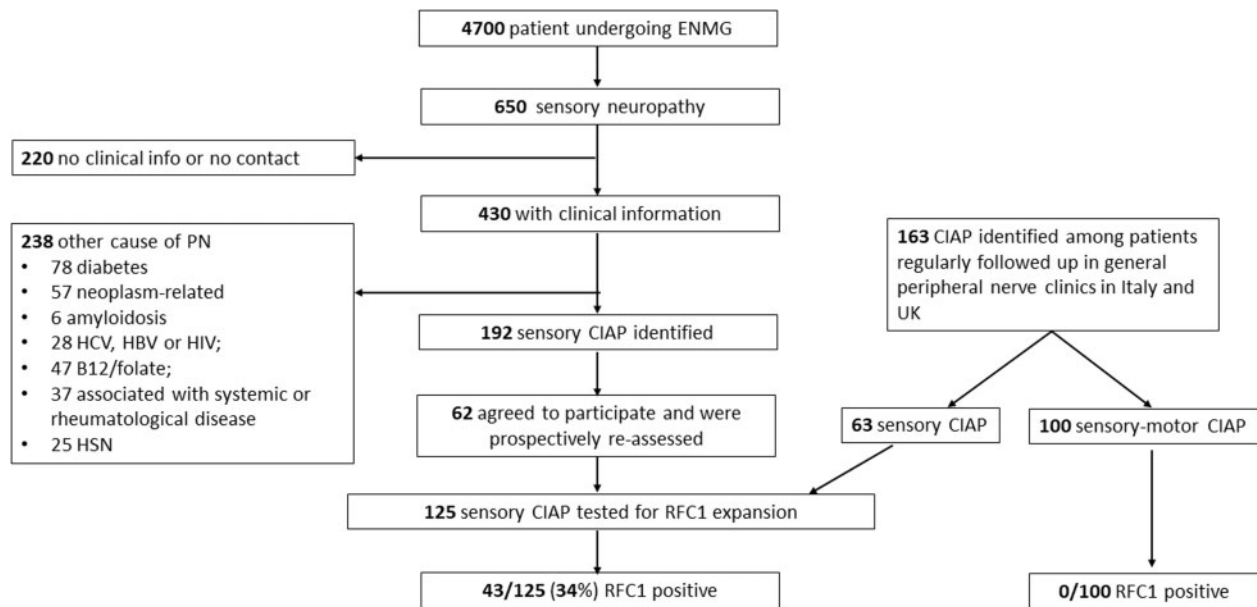 4700 patient undergoing ENMG
650 sensory neuropathy
220 no clinical info or no contact
430 with clinical information
238 other cause of PN
• 78 diabetes
• 57 neoplasm-related
• 6 amyloidosis
• 28 HCV, HBV or HIV;
• 47 B12/folate;
• 37 associated with systemic or
rheumatological disease
• 25 HSN
163 CIAP identified among patients
regularly followed up in general
peripheral nerve clinics in Italy and
UK
192 sensory CIAP identified
62 agreed to participate and were
prospectively re-assessed
63 sensory CIAP
100 sensory-motor CIAP
125 sensory CIAP tested for RFC1 expansion
43/125 (34%) RFC1 positive
0/100 RFC1 positive